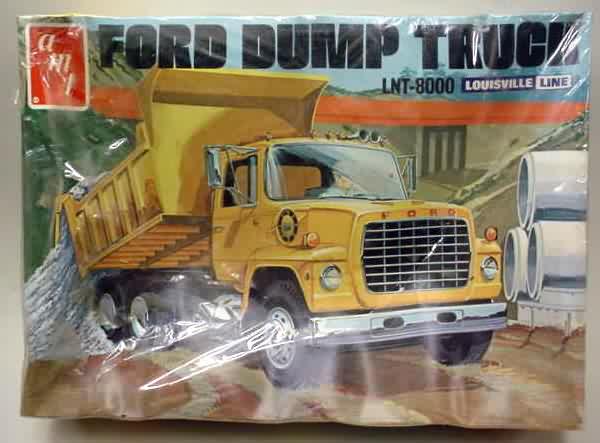 amt
FORD DUMP TRUCK
LNT-8000 LOUISVILLE LINE
FORD